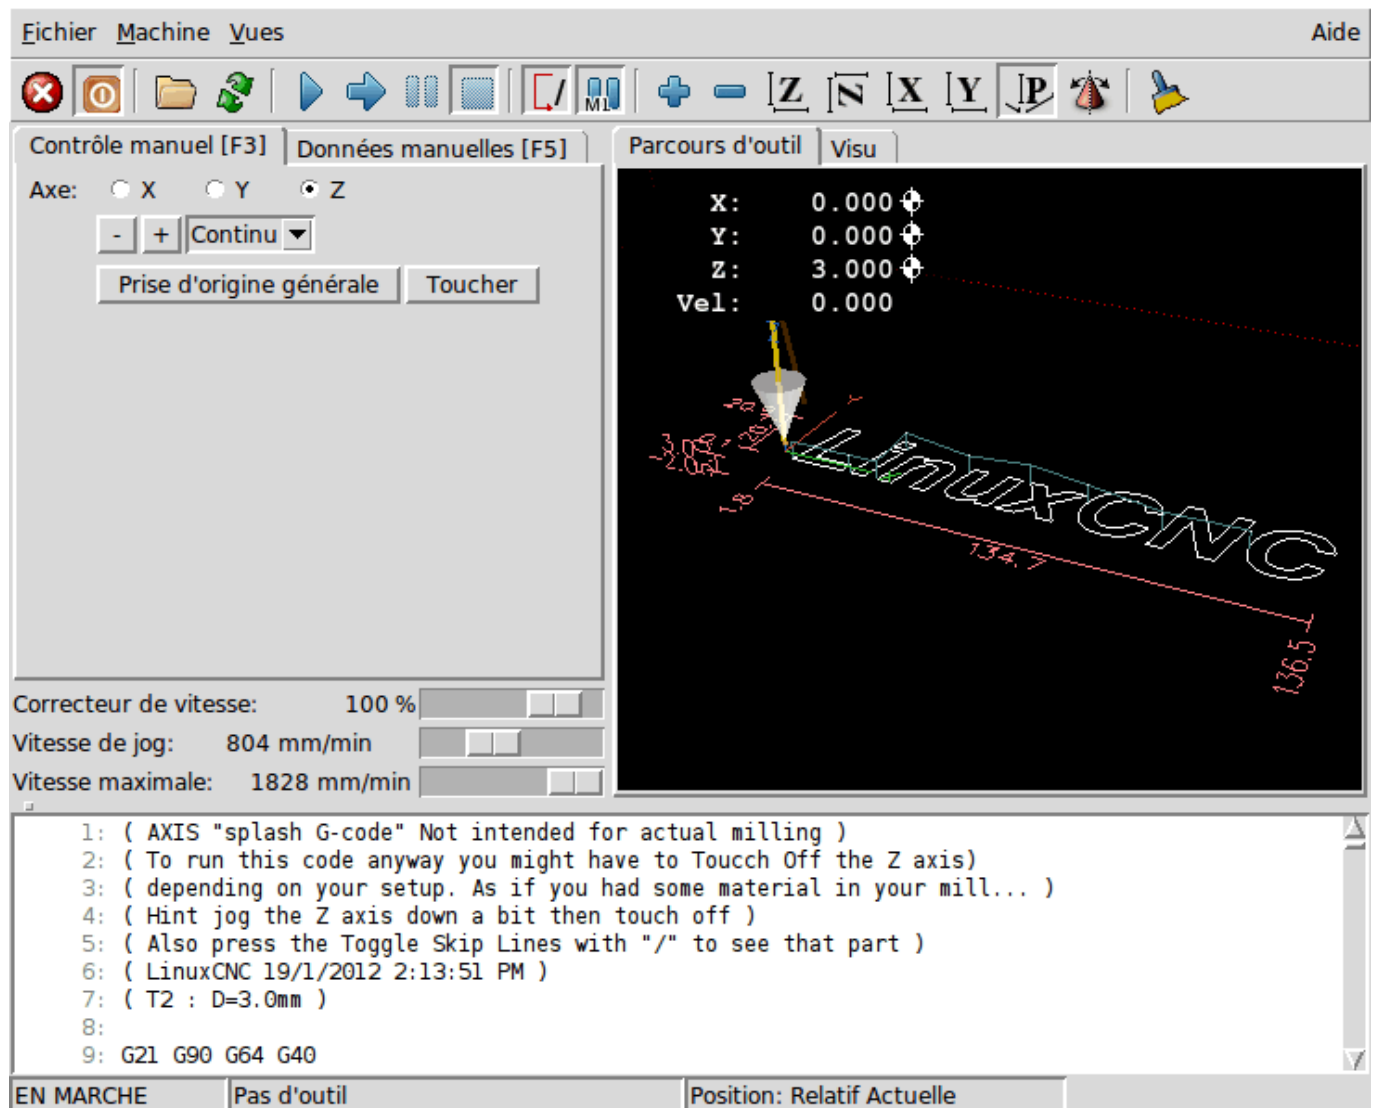 Fichier Machine Vues Aide
M1 Z N X Y P
Contrôle manuel [F3] Données manuelles [F5] Parcours d'outil Visu
Axe: X Y Z
- + Continu
Prise d'origine générale Toucher
X: 0.000
Y: 0.000
Z: 3.000
Vel: 0.000
Y
LinuxCNC
1.8
134.7
136.5
Correcteur de vitesse: 100 %
Vitesse de jog: 804 mm/min
Vitesse maximale: 1828 mm/min
1: ( AXIS "splash G-code" Not intended for actual milling )
2: ( To run this code anyway you might have to Toucch Off the Z axis)
3: ( depending on your setup. As if you had some material in your mill... )
4: ( Hint jog the Z axis down a bit then touch off )
5: ( Also press the Toggle Skip Lines with "/" to see that part )
6: ( LinuxCNC 19/1/2012 2:13:51 PM )
7: ( T2 : D=3.0mm )
8:
9: G21 G90 G64 G40
EN MARCHE Pas d'outil Position: Relatif Actuelle